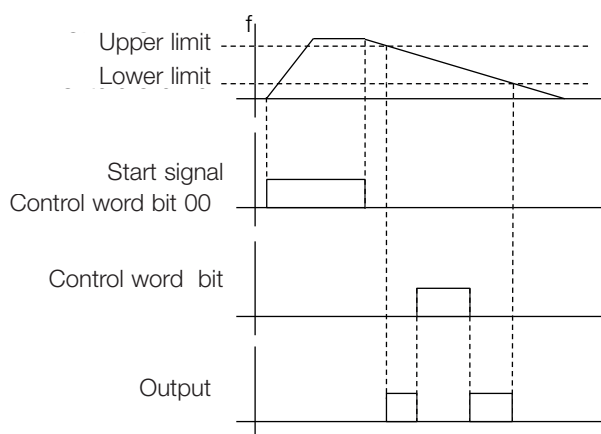 f
Upper limit
Lower limit
Start signal
Control word bit 00
Control word bit
Output